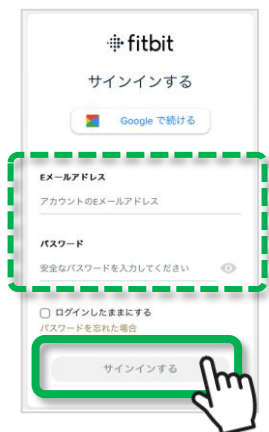 fitbit
サインインする
Google で続ける
Eメールアドレス
アカウントのEメールアドレス
パスワード
安全なパスワードを入力してください
ログインしたままにする
パスワードを忘れた場合
サインインする